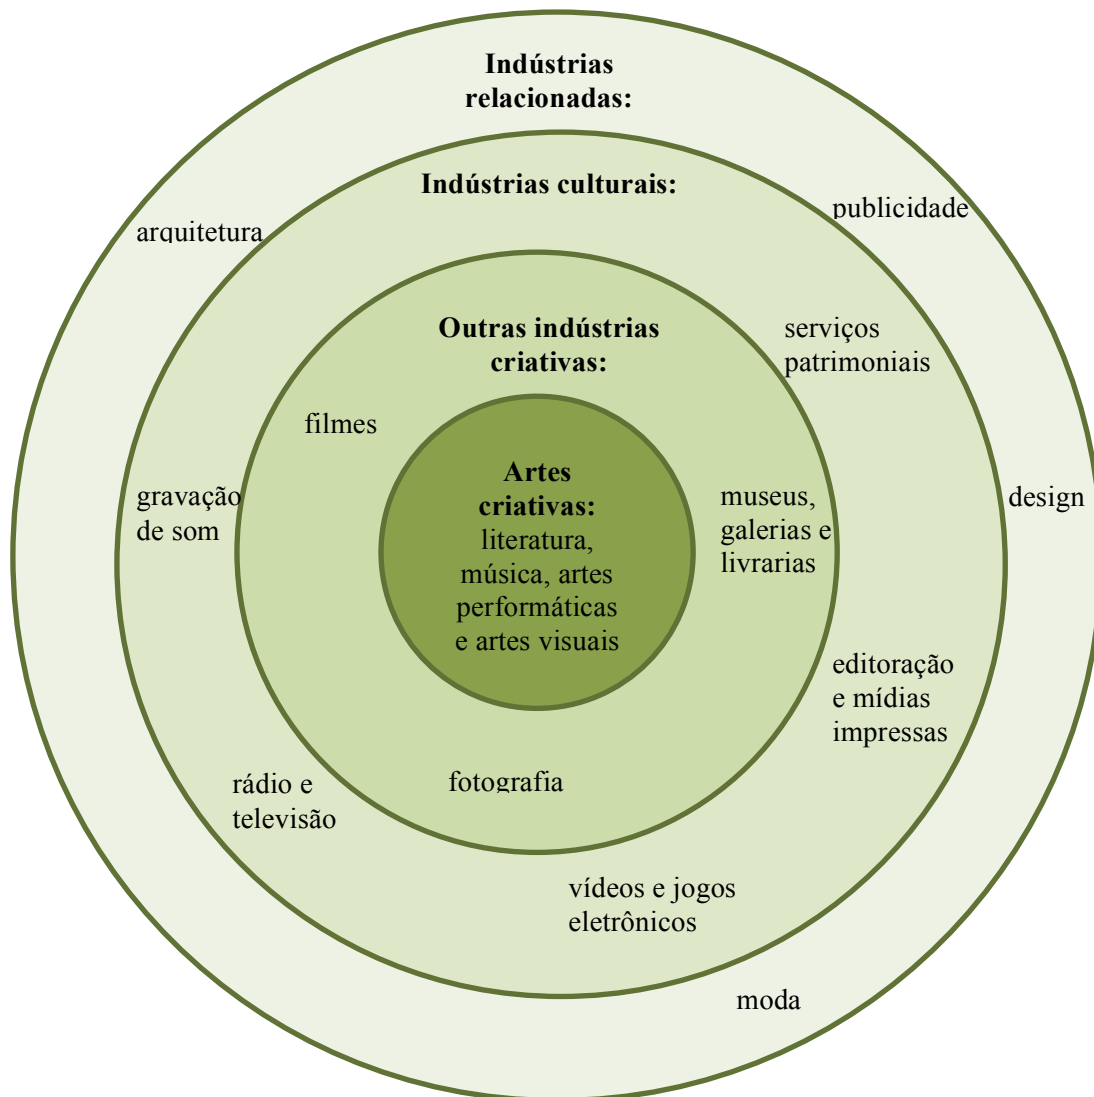 Indústrias
relacionadas:
Indústrias culturais:
publicidade
arquitetura
Outras indústrias
criativas:
serviços
patrimoniais
filmes
Artes
criativas:
literatura,
música, artes
performáticas
e artes visuais
gravação
de som
museus,
galerias e
livrarias
design
editoração
e mídias
impressas
rádio e
televisão
fotografia
vídeos e jogos
eletrônicos
moda